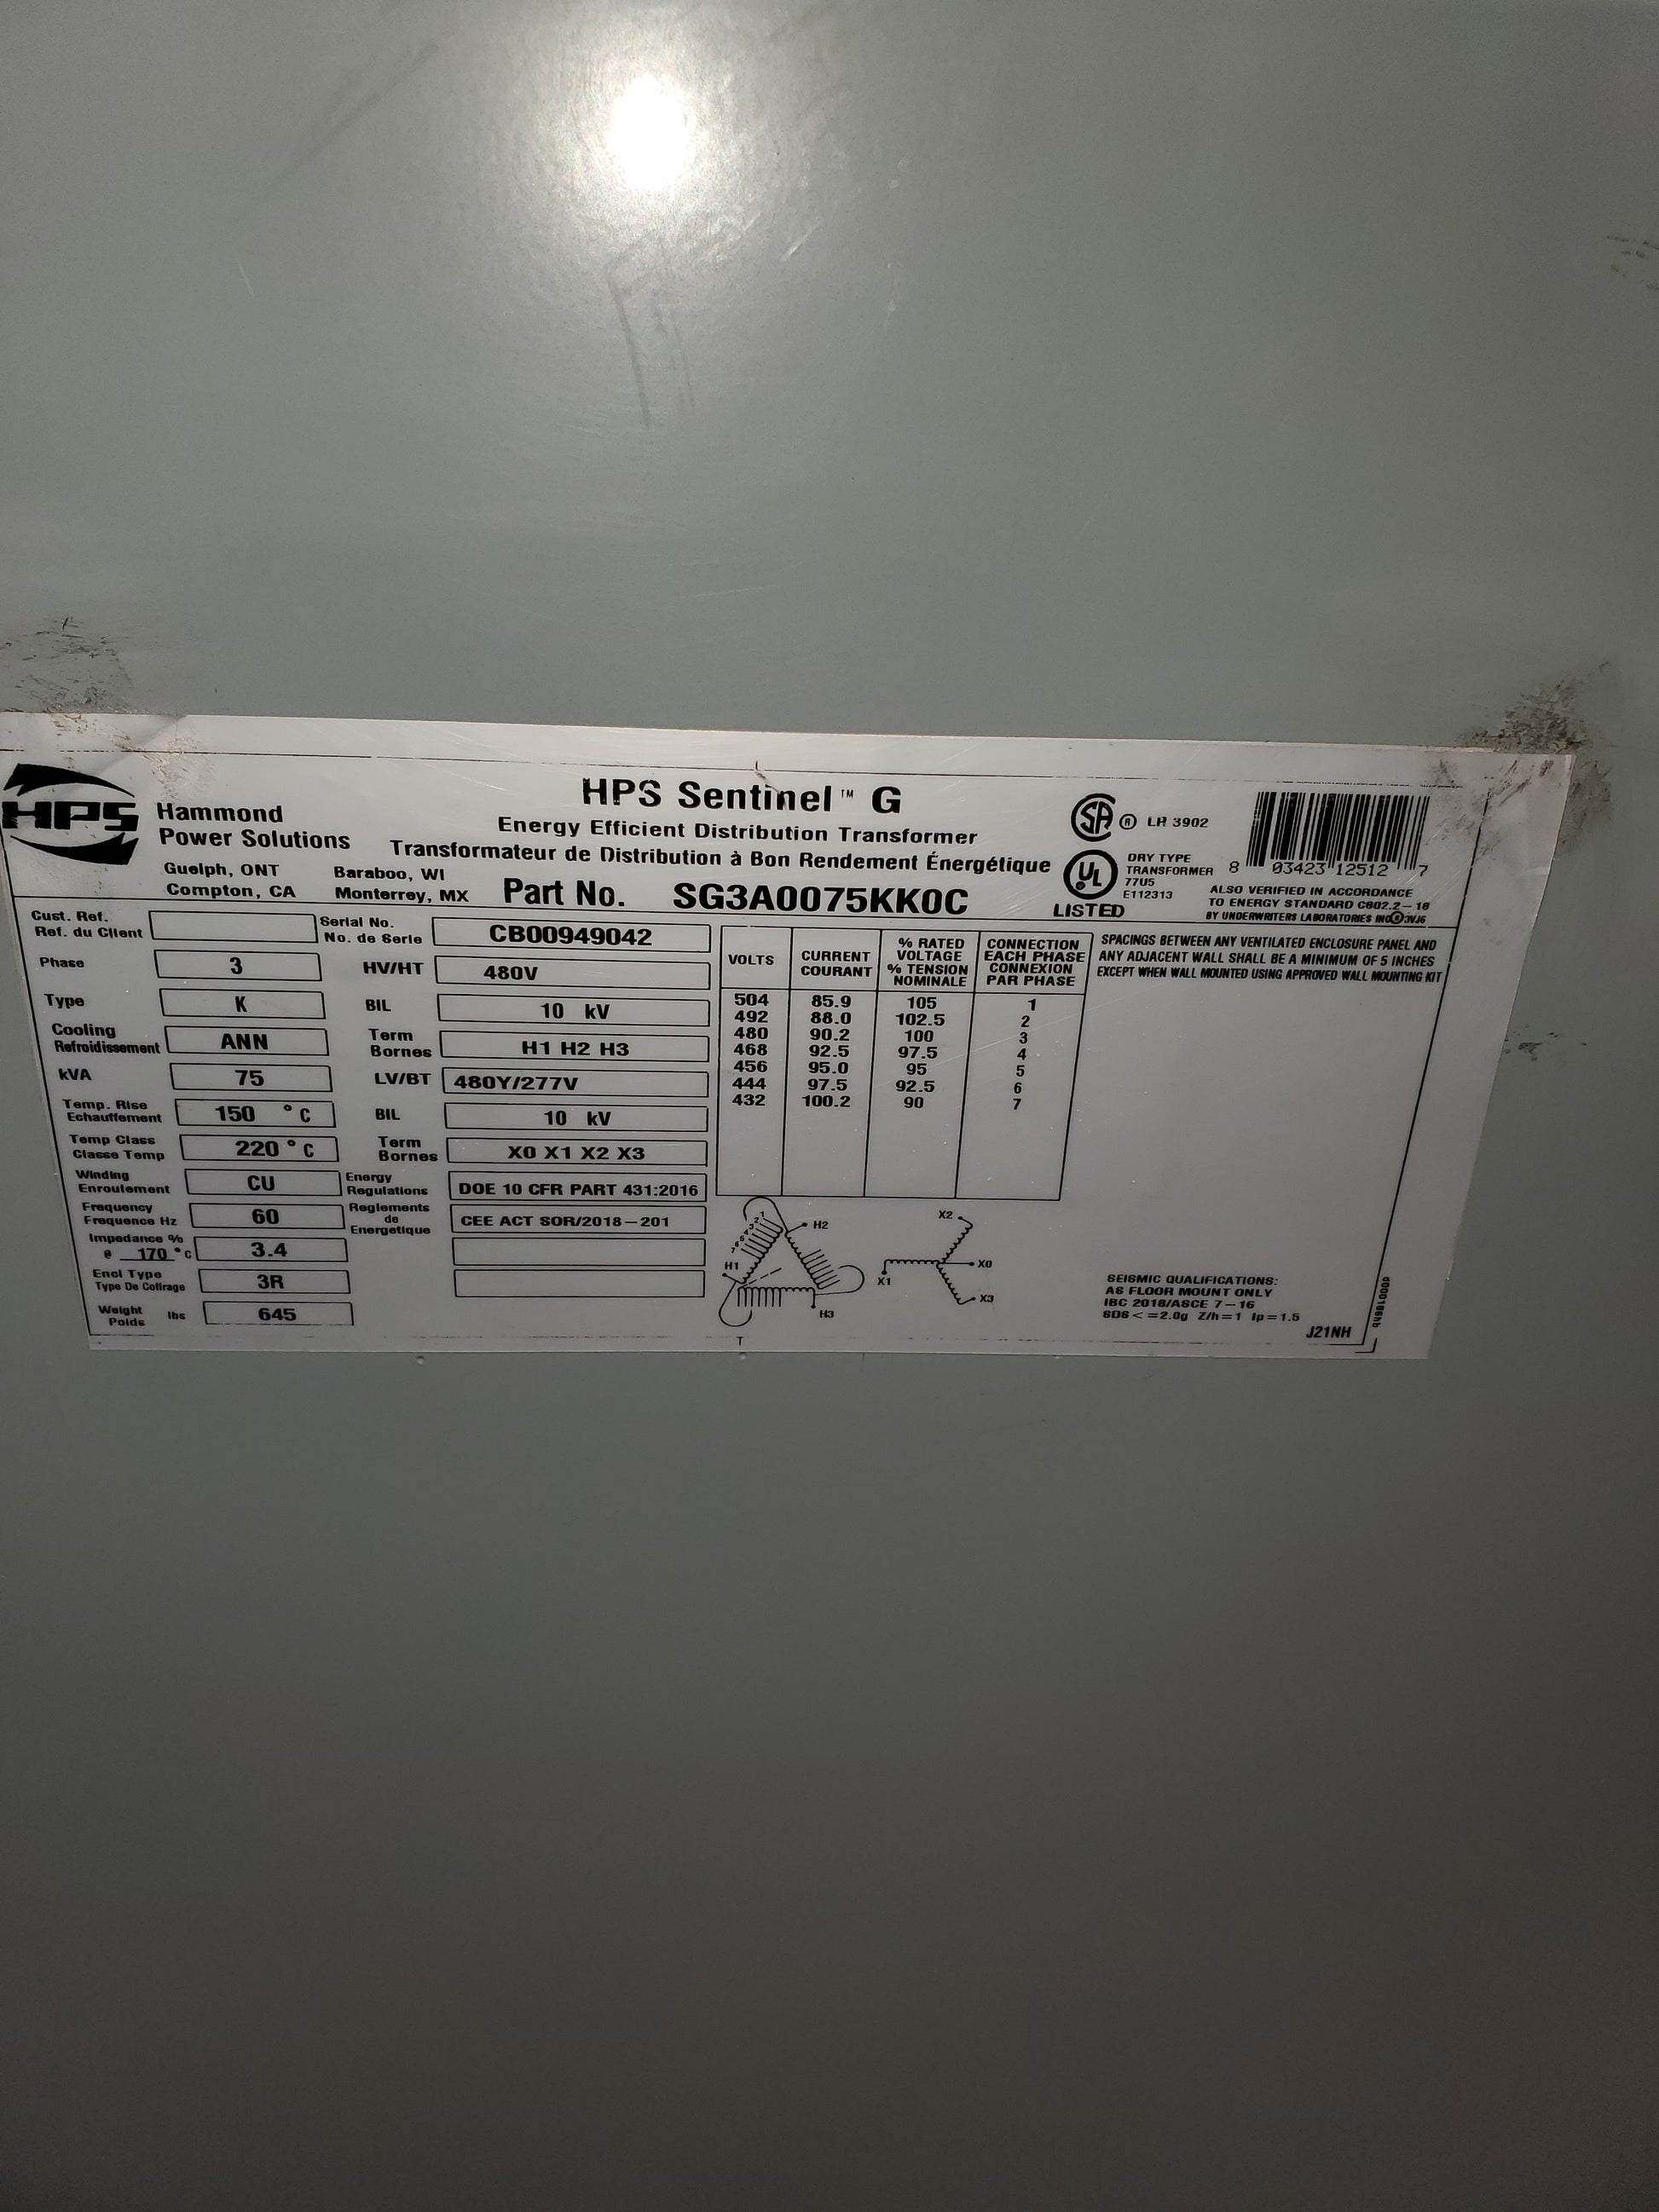 HPS
Hammond
Power Solutions
Guelph, ONT Baraboo, WI
Compton, CA Monterrey, MX
HPS Sentinel™ G
Energy Efficient Distribution Transformer
Transformateur de Distribution à Bon Rendement Énergétique
Part No. SG3A0075KK0C
SA ® LR 3902
UL LISTED
DRY TYPE
TRANSFORMER
77U5
E112313
8 03423 12512 7
ALSO VERIFIED IN ACCORDANCE
TO ENERGY STANDARD C802.2-18
BY UNDERWRITERS LABORATORIES INC
Cust. Ref.
Ref. du Client
Serial No.
No. de Serie CB00949042
Phase 3 HV/HT 480V
Type K BIL 10 kV
Cooling
Refroidissement ANN
Term
Bornes H1 H2 H3
kVA 75 LV/BT 480Y/277V
Temp. Rise
Echauffement 150 °C BIL 10 kV
Temp Class
Classe Temp 220 °C
Term
Bornes X0 X1 X2 X3
Winding
Enroulement CU
Energy
Regulations DOE 10 CFR PART 431:2016
Frequency
Frequence Hz 60
Reglements
de
Energetique CEE ACT SOR/2018-201
Impedance %
@ 170 °C 3.4
Encl Type
Type De Coffrage 3R
Weight
Poids lbs 645
VOLTS CURRENT COURANT % RATED VOLTAGE % TENSION NOMINALE CONNECTION EACH PHASE CONNEXION PAR PHASE
504 85.9 105 1
492 88.0 102.5 2
480 90.2 100 3
468 92.5 97.5 4
456 95.0 95 5
444 97.5 92.5 6
432 100.2 90 7
SPACINGS BETWEEN ANY VENTILATED ENCLOSURE PANEL AND
ANY ADJACENT WALL SHALL BE A MINIMUM OF 5 INCHES
EXCEPT WHEN WALL MOUNTED USING APPROVED WALL MOUNTING KIT
H1 H2 H3
X1 X2 X0 X3
T
SEISMIC QUALIFICATIONS:
AS FLOOR MOUNT ONLY
IBC 2018/ASCE 7-16
SDS <=2.0g Z/h=1 Ip=1.5
J21NH